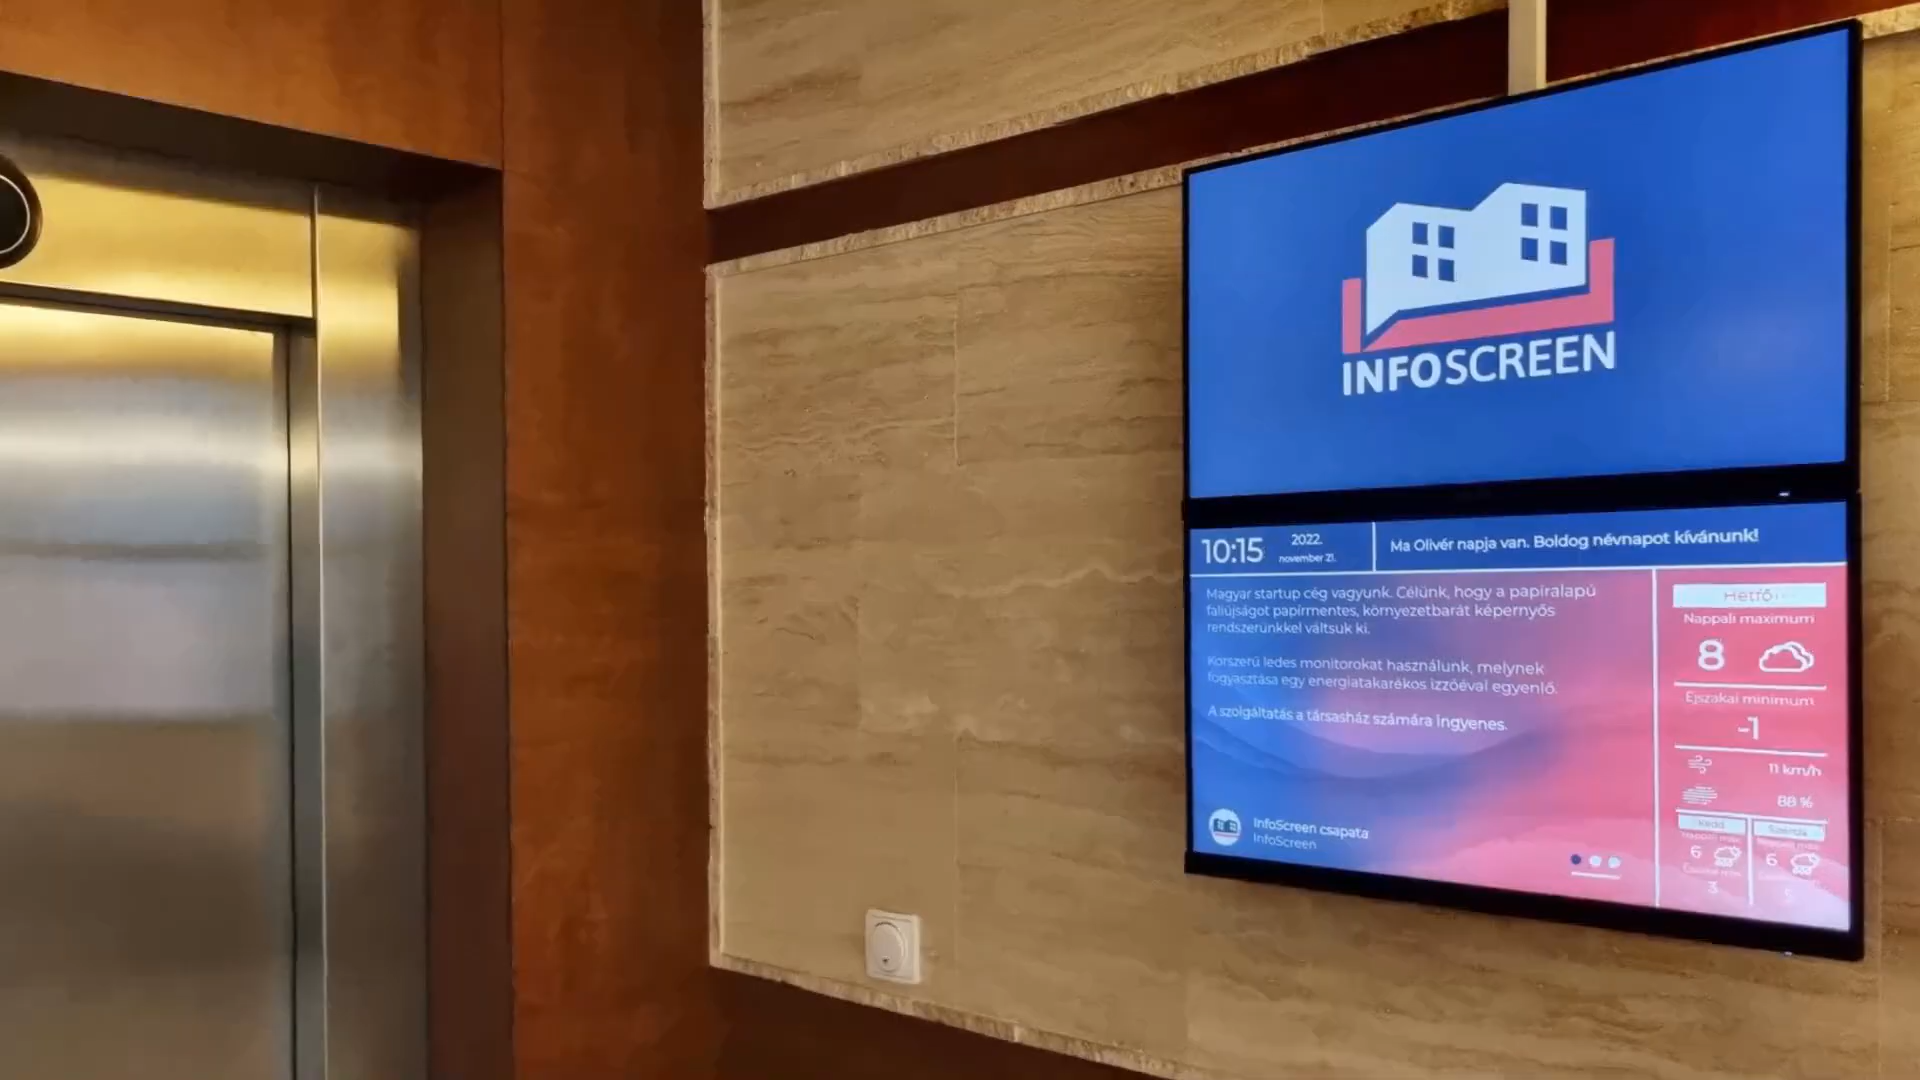 INFOSCREEN
10:15
2022.
november 21.
Ma Olivér napja van. Boldog névnapot kívánunk!
Magyar startup cég vagyunk. Célunk, hogy a papíralapú
faliújságot papírmentes, környezetbarát képernyős
rendszerünkkel váltsuk ki.
Korszerű ledes monitorokat használunk, melynek
fogyasztása egy energiatakarékos izzóéval egyenlő.
A szolgáltatás a társasház számára ingyenes.
InfoScreen csapata
InfoScreen
Hétfő
Nappali maximum
8
Éjszakai minimum
-1
11 km/h
88 %
Kedd
Szerda
6
6
3
5